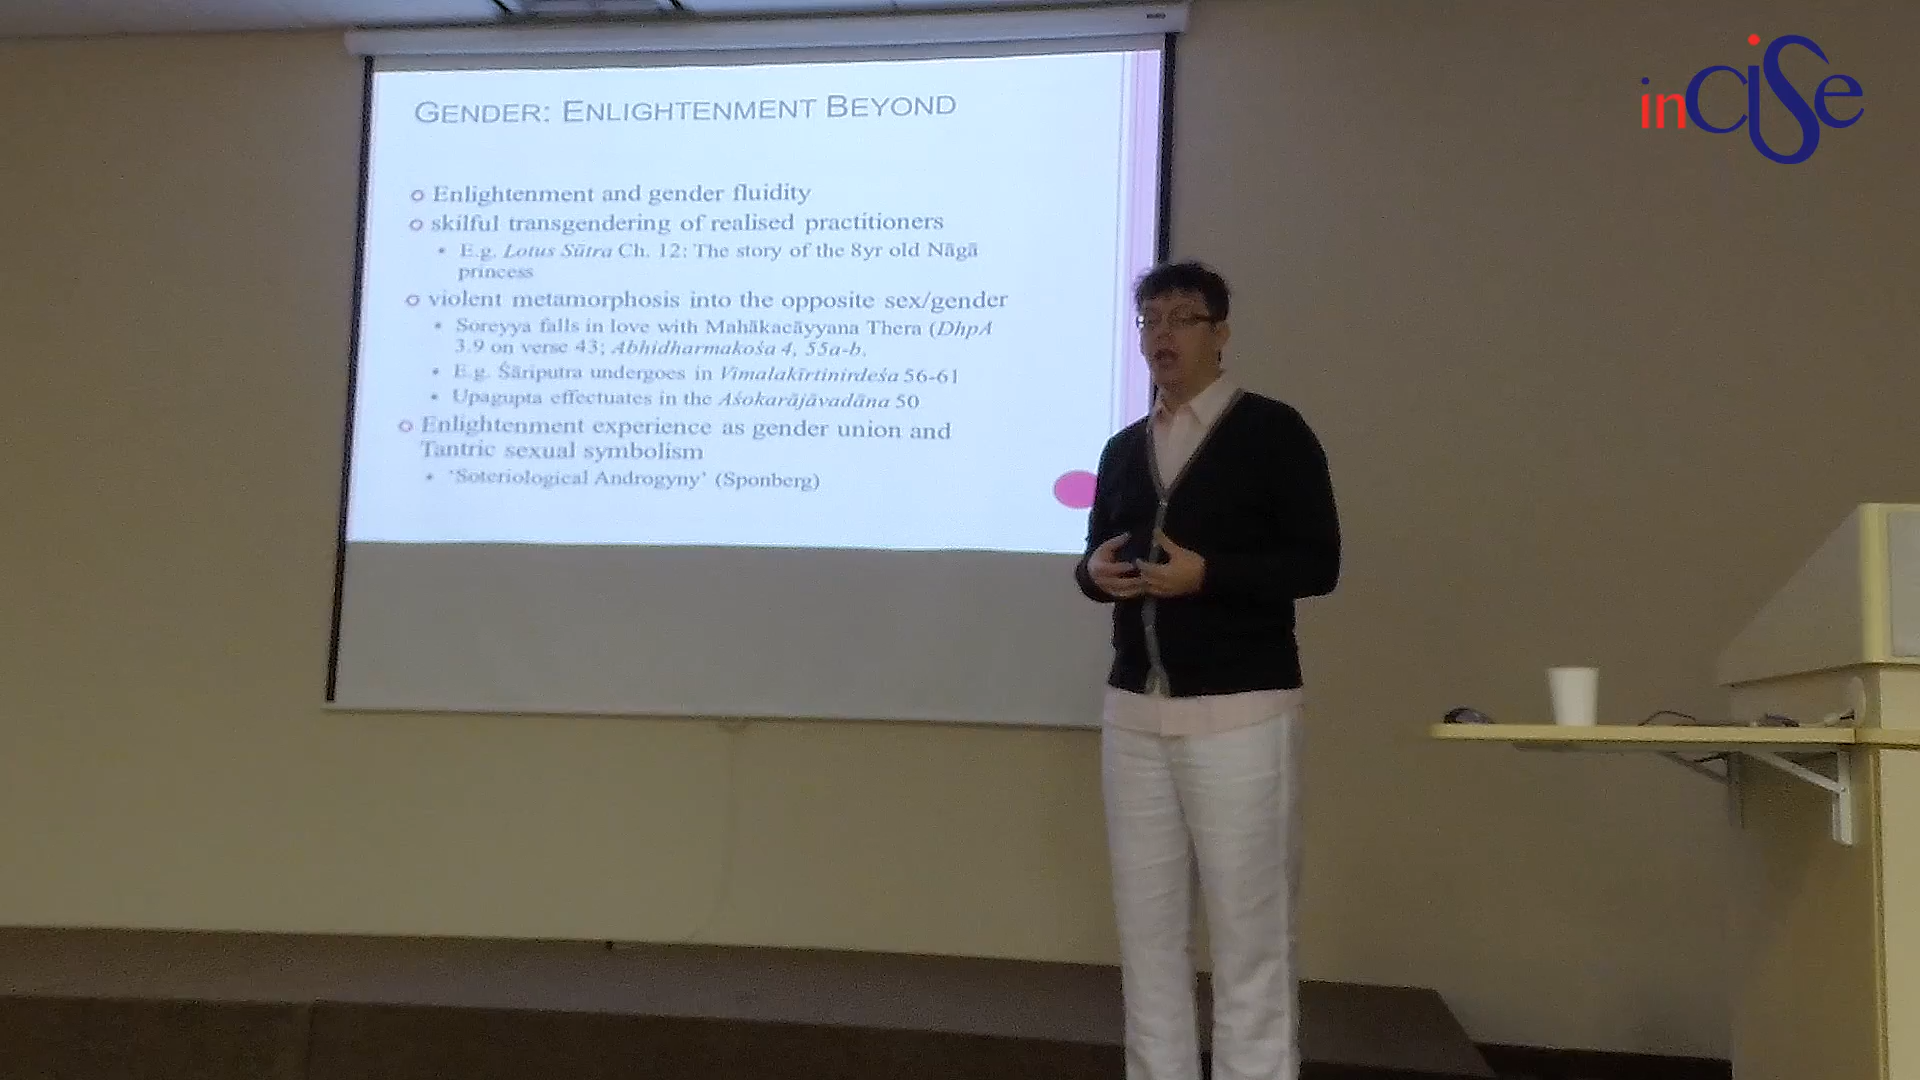 GENDER: ENLIGHTENMENT BEYOND
Enlightenment and gender fluidity
skilful transgendering of realised practitioners
E.g. Lotus Sūtra Ch. 12: The story of the 8yr old Nāgā
princess
violent metamorphosis into the opposite sex/gender
Soreyya falls in love with Mahākacāyyana Thera (DhpA
3.9 on verse 43; Abhidharmakośa 4, 55a-b.
E.g. Śāriputra undergoes in Vimalakīrtinirdeśa 56-61
Upagupta effectuates in the Aśokarājāvadāna 50
Enlightenment experience as gender union and
Tantric sexual symbolism
'Soteriological Androgyny' (Sponberg)
inCiSe